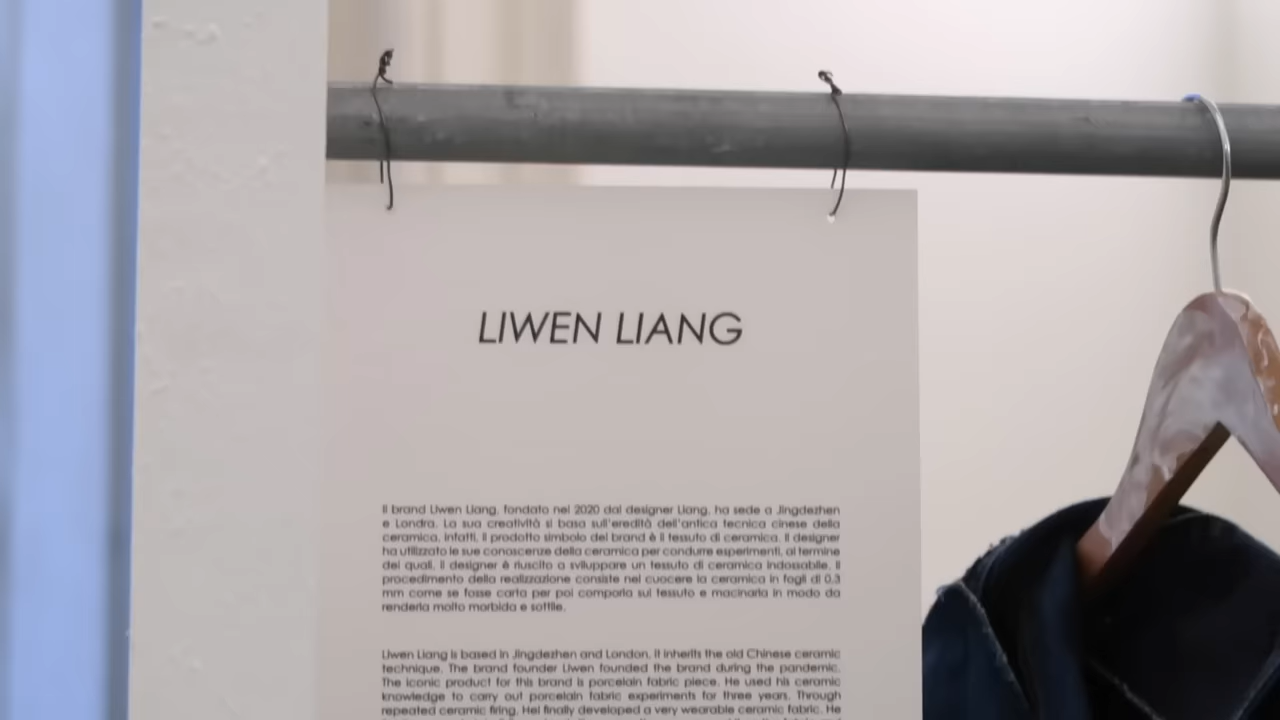 LIWEN LIANG
Il brand Liwen Liang, fondato nel 2020 dal designer Liang, ha sede a Jingdezhen
e Londra. La sua creatività si basa sull'eredità dell'antica tecnica cinese della
ceramica, infatti, il prodotto simbolo del brand è il tessuto di ceramica. Il designer
ha utilizzato le sue conoscenze della ceramica per condurre esperimenti, al termine
dei quali, il designer è riuscito a sviluppare un tessuto di ceramica indossabile. Il
procedimento della realizzazione consiste nel cuocere la ceramica in fogli di 0,3
mm come se fosse carta per poi comporla sul tessuto e macinarla in modo da
renderla molto morbida e sottile.
Liwen Liang is based in Jingdezhen and London, it inherits the old Chinese ceramic
technique. The brand founder Liwen founded the brand during the pandemic.
The iconic product for this brand is porcelain fabric piece. He used his ceramic
knowledge to carry out porcelain fabric experiments for three years. Through
repeated ceramic firing, Hei finally developed a very wearable ceramic fabric. He